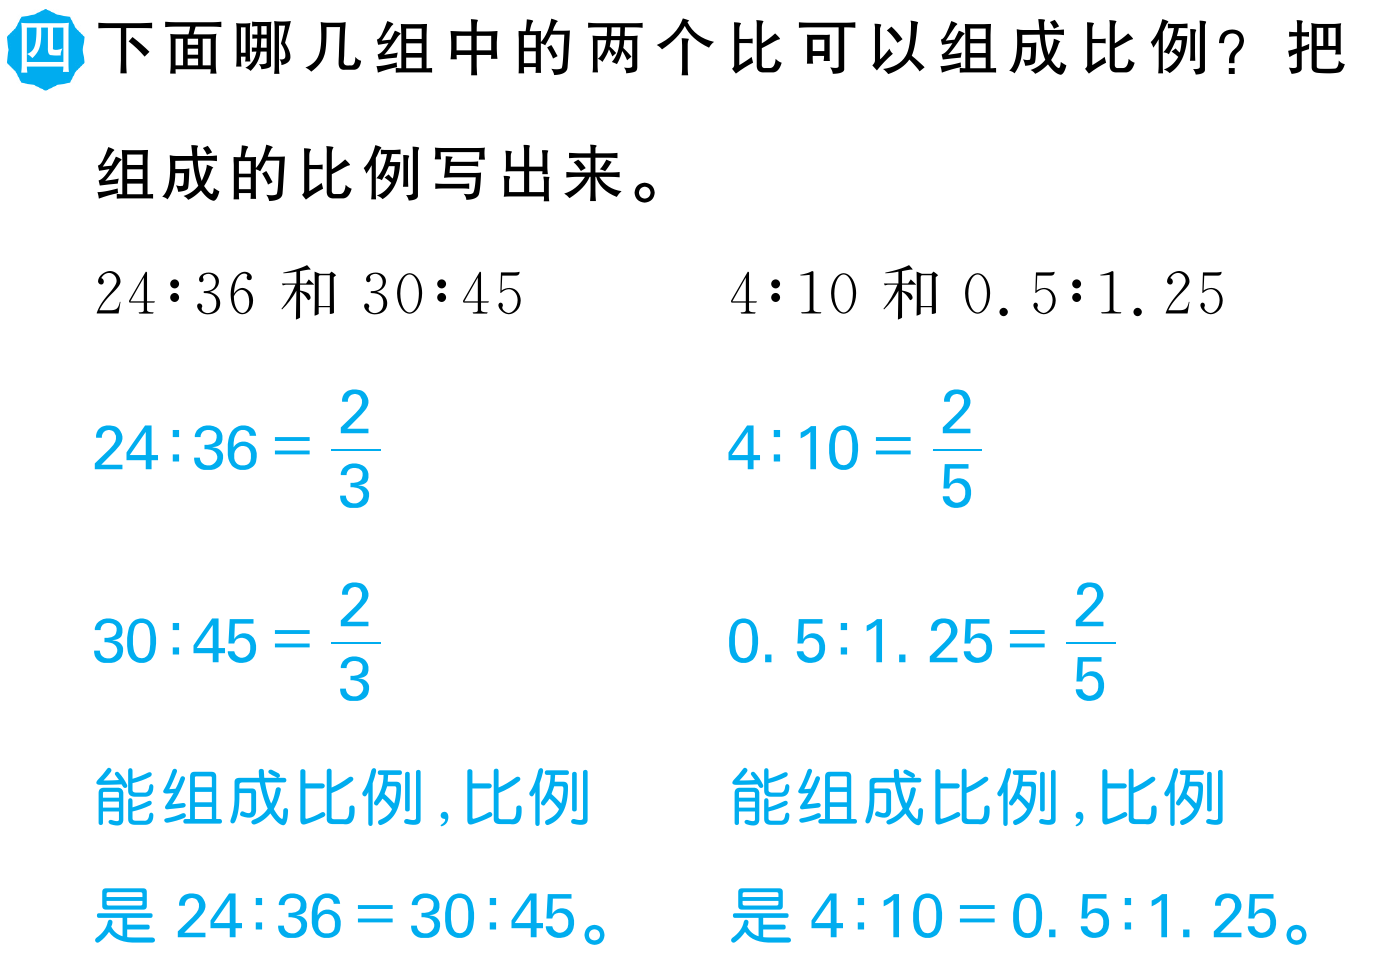 四 下面哪几组中的两个比可以组成比例？把
组成的比例写出来。
24∶36 和 30∶45    4∶10 和 0.5∶1.25
24∶36＝2/3    4∶10＝2/5
30∶45＝2/3    0.5∶1.25＝2/5
能组成比例,比例    能组成比例,比例
是 24∶36＝30∶45。    是 4∶10＝0.5∶1.25。